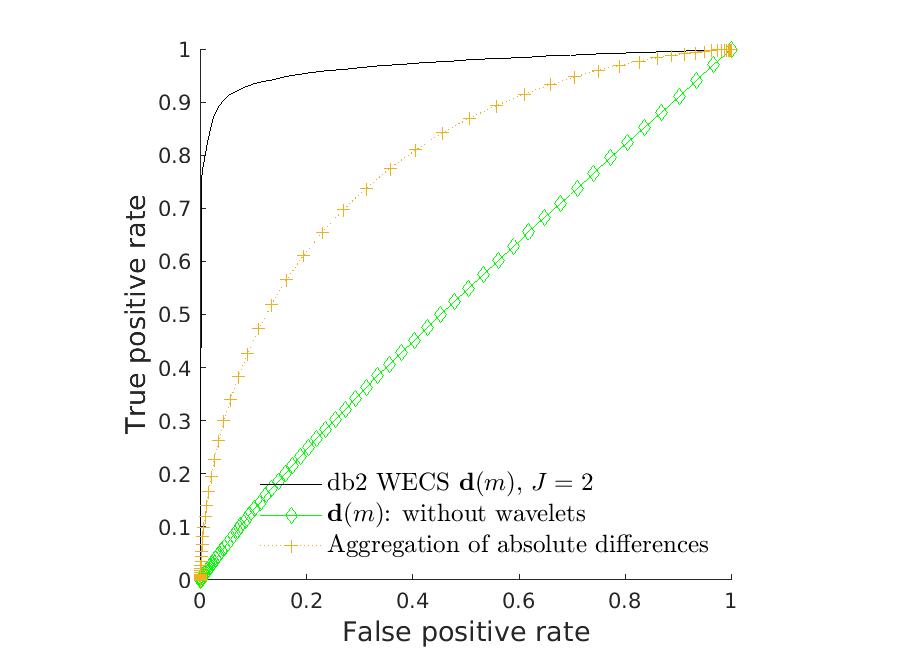 1
0.9
0.8
0.7
0.6
0.5
0.4
0.3
0.2
0.1
0
True positive rate
db2 WECS d(m), J = 2
d(m): without wavelets
Aggregation of absolute differences
0 0.2 0.4 0.6 0.8 1
False positive rate